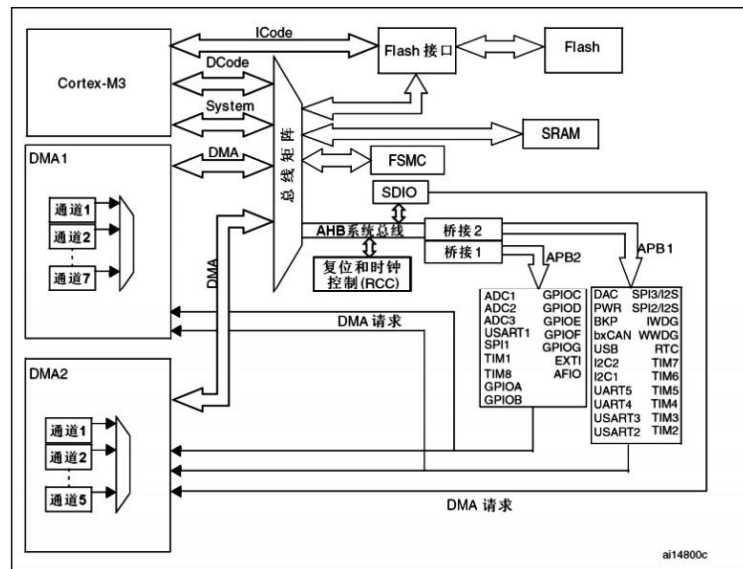 ICode
Cortex-M3
DCode
System
Flash 接口
Flash
总线矩阵
SRAM
DMA
FSMC
DMA1
通道1
通道2
通道7
SDIO
AHB系统总线
桥接 2
桥接 1
复位和时钟
控制(RCC)
APB2
APB1
DMA
DMA 请求
ADC1 GPIOC
ADC2 GPIOD
ADC3 GPIOE
USART1 GPIOF
SPI1 GPIOG
TIM1 EXTI
TIM8 AFIO
GPIOA
GPIOB
DAC SPI3/I2S
PWR SPI2/I2S
BKP IWDG
bxCAN WWDG
USB RTC
I2C2 TIM7
I2C1 TIM6
UART5 TIM5
UART4 TIM4
USART3 TIM3
USART2 TIM2
DMA2
通道1
通道2
通道5
DMA 请求
ai14800c